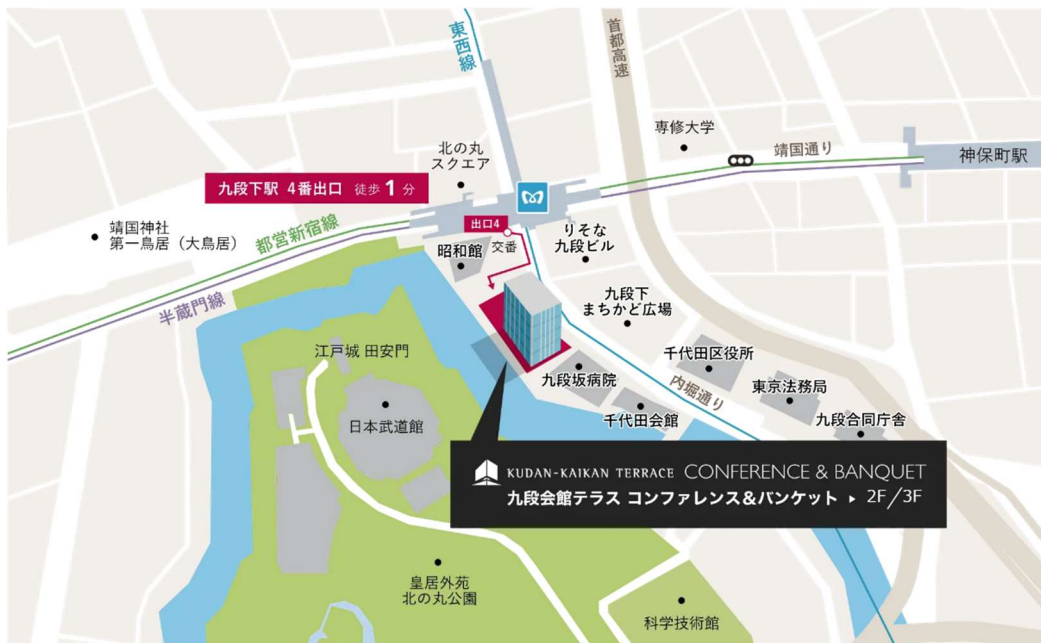 東西線
首都高速
専修大学
靖国通り
神保町駅
北の丸
スクエア
九段下駅 4番出口 徒歩 1 分
出口4
交番
靖国神社
第一鳥居（大鳥居）
都営新宿線
半蔵門線
昭和館
りそな
九段ビル
九段下
まちかど広場
江戸城 田安門
日本武道館
九段坂病院
千代田会館
内堀通り
千代田区役所
東京法務局
九段合同庁舎
KUDAN-KAIKAN TERRACE CONFERENCE & BANQUET
九段会館テラス コンファレンス&バンケット ▶ 2F/3F
皇居外苑
北の丸公園
科学技術館